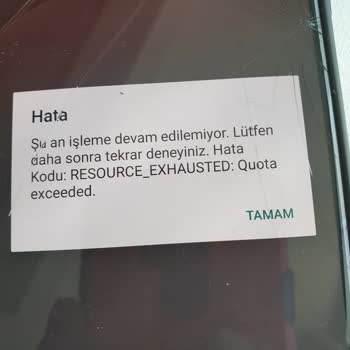 Hata
Şu an işleme devam edilemiyor. Lütfen
daha sonra tekrar deneyiniz. Hata
Kodu: RESOURCE_EXHAUSTED: Quota
exceeded.
TAMAM